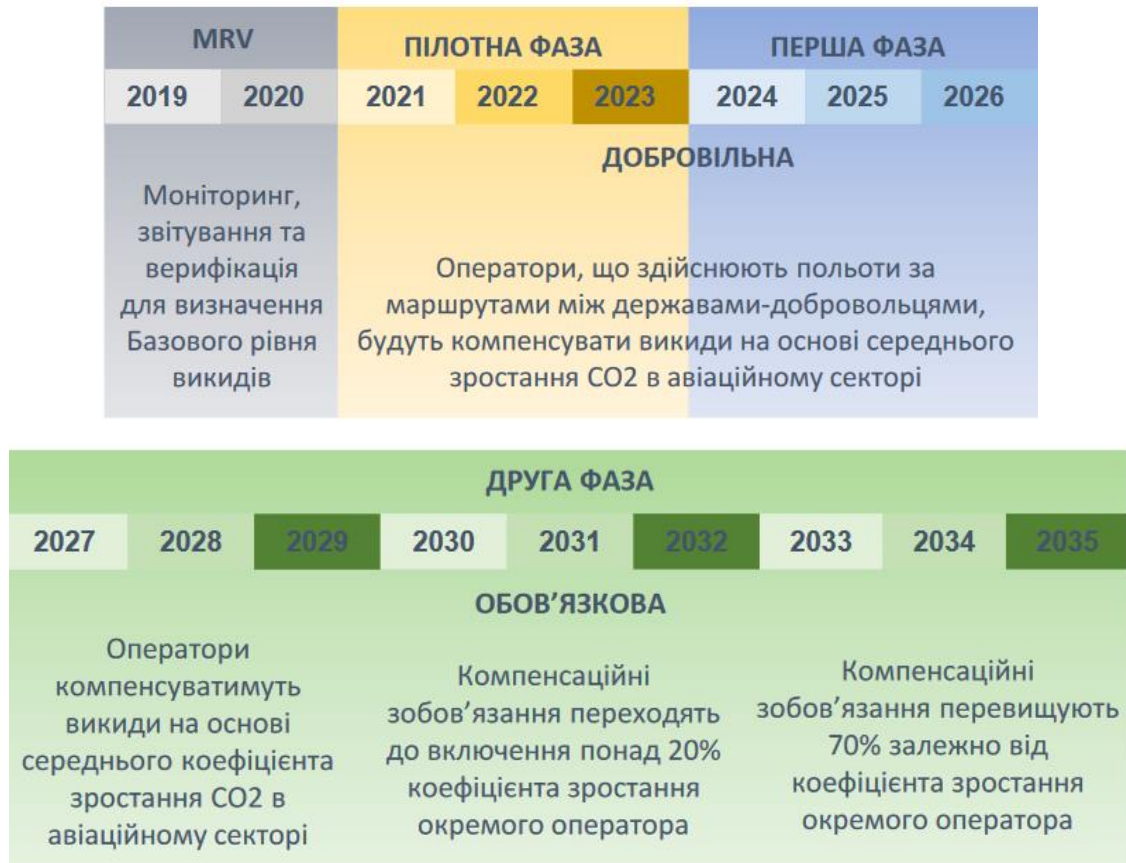 MRV
2019 2020
Моніторинг,
звітування та
верифікація
для визначення
Базового рівня
викидів
ПІЛОТНА ФАЗА
2021 2022 2023
ПЕРША ФАЗА
2024 2025 2026
ДОБРОВІЛЬНА
Оператори, що здійснюють польоти за
маршрутами між державами-добровольцями,
будуть компенсувати викиди на основі середнього
зростання CO2 в авіаційному секторі
ДРУГА ФАЗА
2027 2028 2029 2030 2031 2032 2033 2034 2035
ОБОВ’ЯЗКОВА
Оператори
компенсуватимуть
викиди на основі
середнього коефіцієнта
зростання CO2 в
авіаційному секторі
Компенсаційні
зобов’язання переходять
до включення понад 20%
коефіцієнта зростання
окремого оператора
Компенсаційні
зобов’язання перевищують
70% залежно від
коефіцієнта зростання
окремого оператора